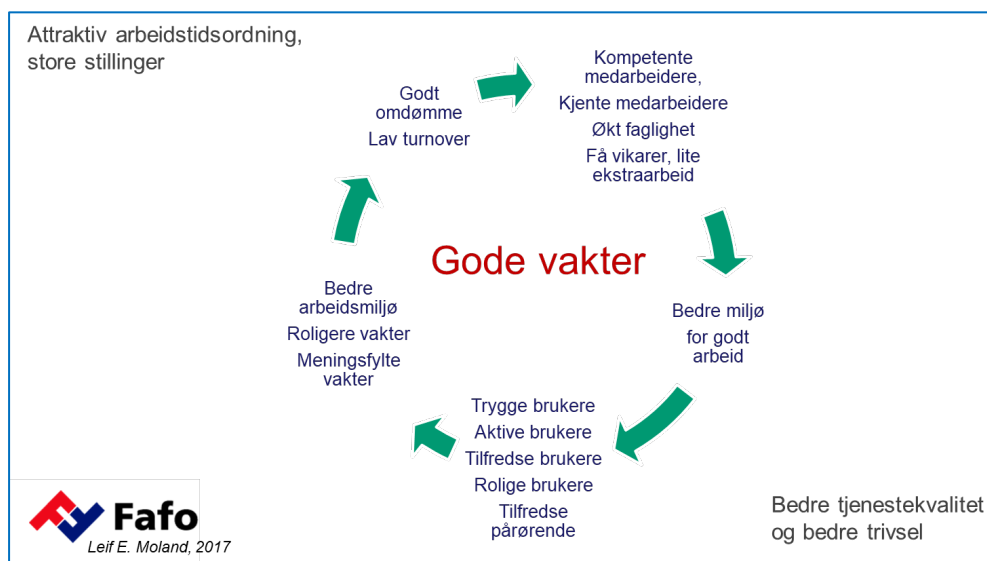 Attraktiv arbeidstidsordning,
store stillinger
Kompetente
medarbeidere,
Kjente medarbeidere
Økt faglighet
Få vikarer, lite
ekstraarbeid
Godt
omdømme
Lav turnover
Gode vakter
Bedre miljø
for godt
arbeid
Bedre
arbeidsmiljø
Roligere vakter
Meningsfylte
vakter
Trygge brukere
Aktive brukere
Tilfredse brukere
Rolige brukere
Tilfredse
pårørende
Bedre tjenestekvalitet
og bedre trivsel
Fafo
Leif E. Moland, 2017